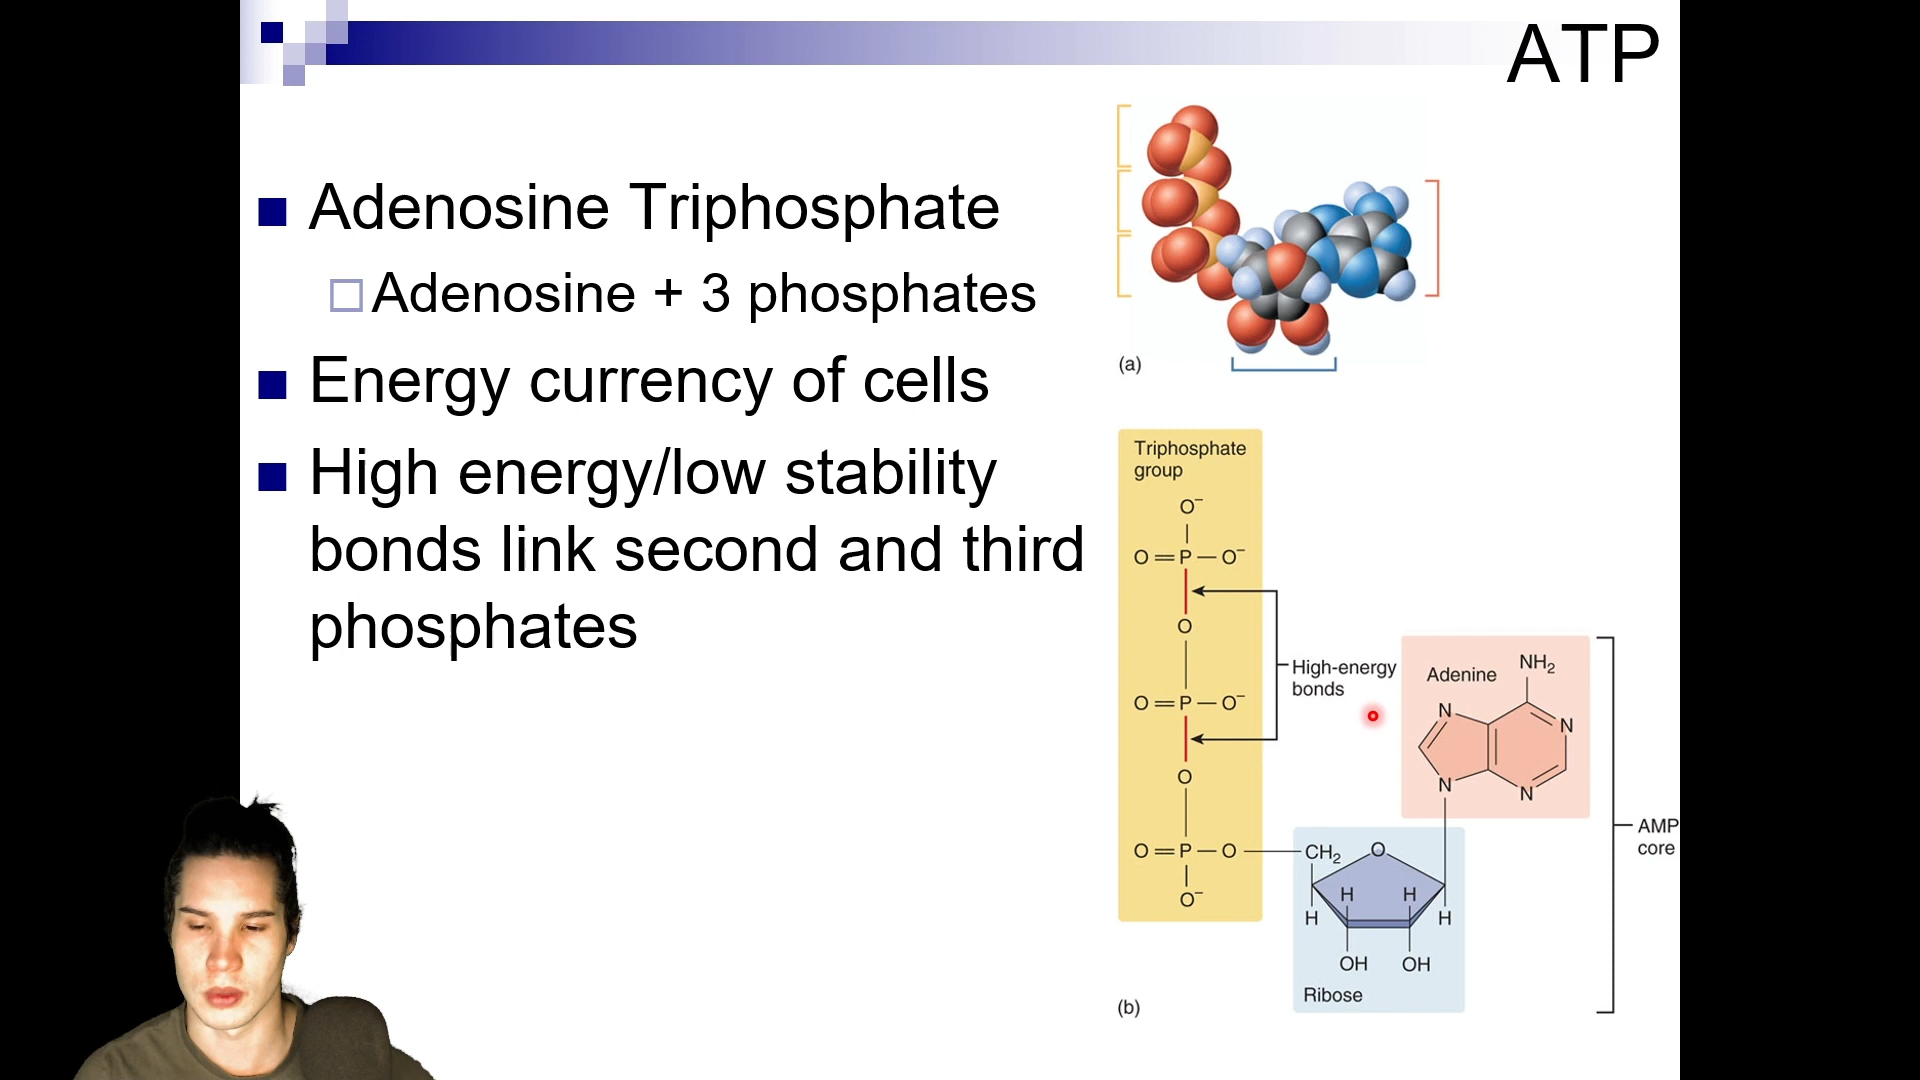 ATP
Adenosine Triphosphate
Adenosine + 3 phosphates
Energy currency of cells
High energy/low stability
bonds link second and third
phosphates
(a)
Triphosphate
group
O⁻
O=P—O⁻
O
O=P—O⁻
O
O=P—O
O⁻
High-energy
bonds
Adenine
NH₂
N
N
N
N
AMP
core
CH₂
O
H
H
H
H
OH
OH
Ribose
(b)